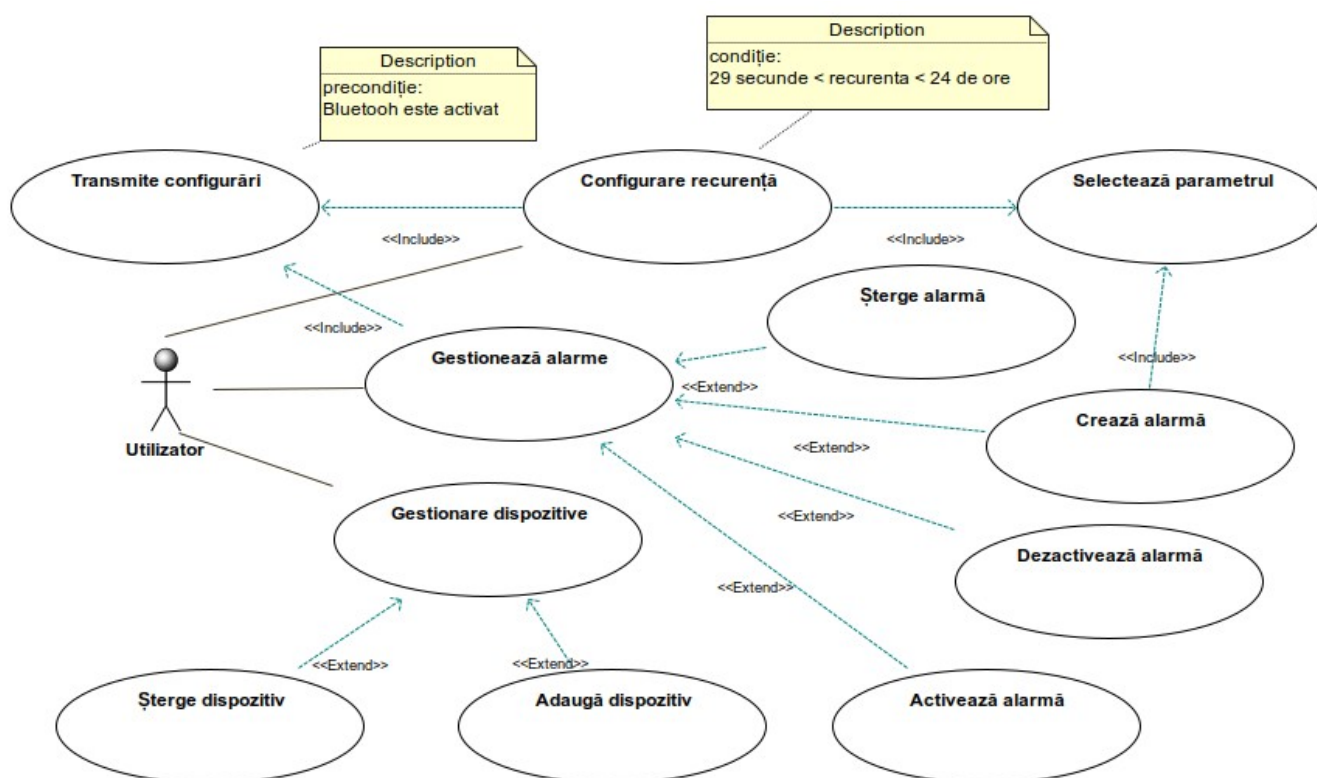 Description
condiție:
29 secunde < recurenta < 24 de ore
Description
precondiție:
Bluetooh este activat
Transmite configurări
Configurare recurență
Selectează parametrul
<<Include>>
<<Include>>
Șterge alarmă
<<Include>>
Gestionează alarme
<<Include>>
<<Extend>>
Crează alarmă
Utilizator
<<Extend>>
Gestionare dispozitive
<<Extend>>
Dezactivează alarmă
<<Extend>>
<<Extend>>
<<Extend>>
Șterge dispozitiv
Adaugă dispozitiv
Activează alarmă